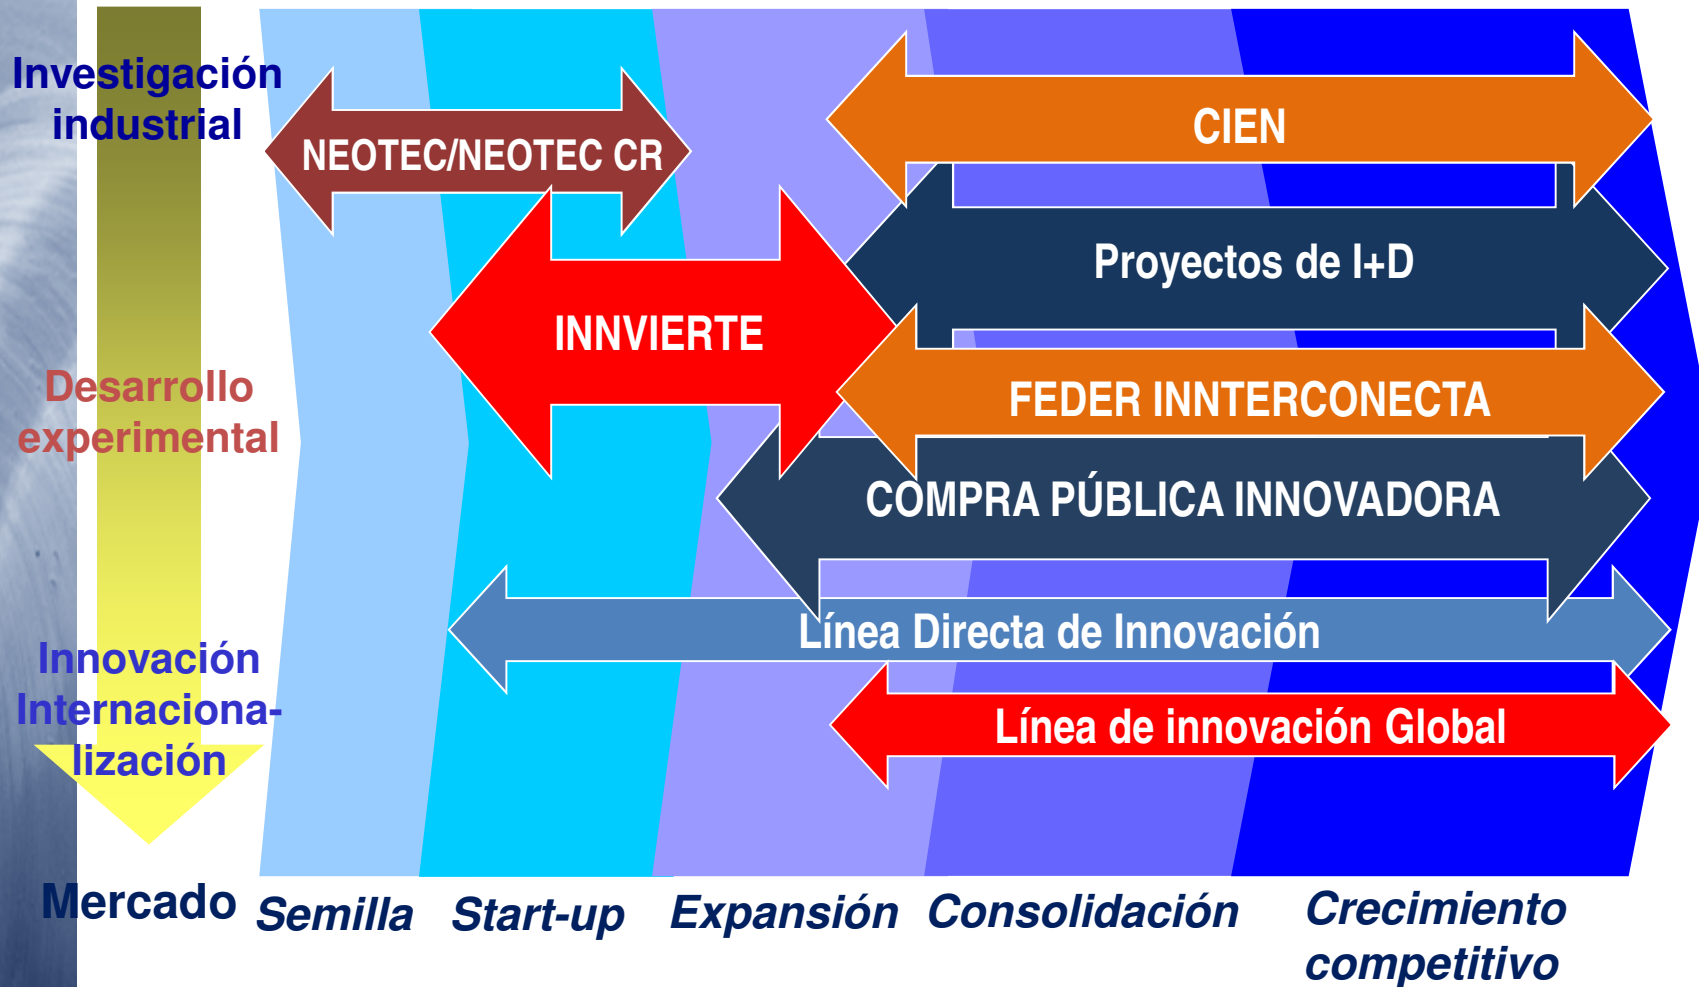 Investigación
industrial
Desarrollo
experimental
Innovación
Internaciona-
lización
Mercado
NEOTEC/NEOTEC CR
CIEN
Proyectos de I+D
INNVIERTE
FEDER INNTERCONECTA
COMPRA PÚBLICA INNOVADORA
Línea Directa de Innovación
Línea de innovación Global
Semilla
Start-up
Expansión
Consolidación
Crecimiento
competitivo